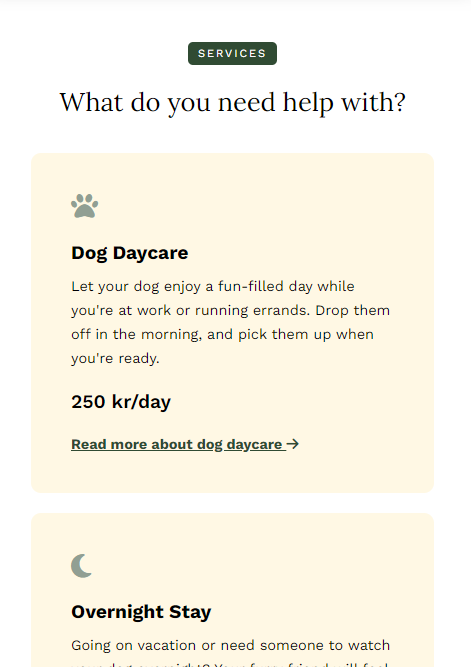 SERVICES
What do you need help with?
Dog Daycare
Let your dog enjoy a fun-filled day while
you're at work or running errands. Drop them
off in the morning, and pick them up when
you're ready.
250 kr/day
Read more about dog daycare →
Overnight Stay
Going on vacation or need someone to watch